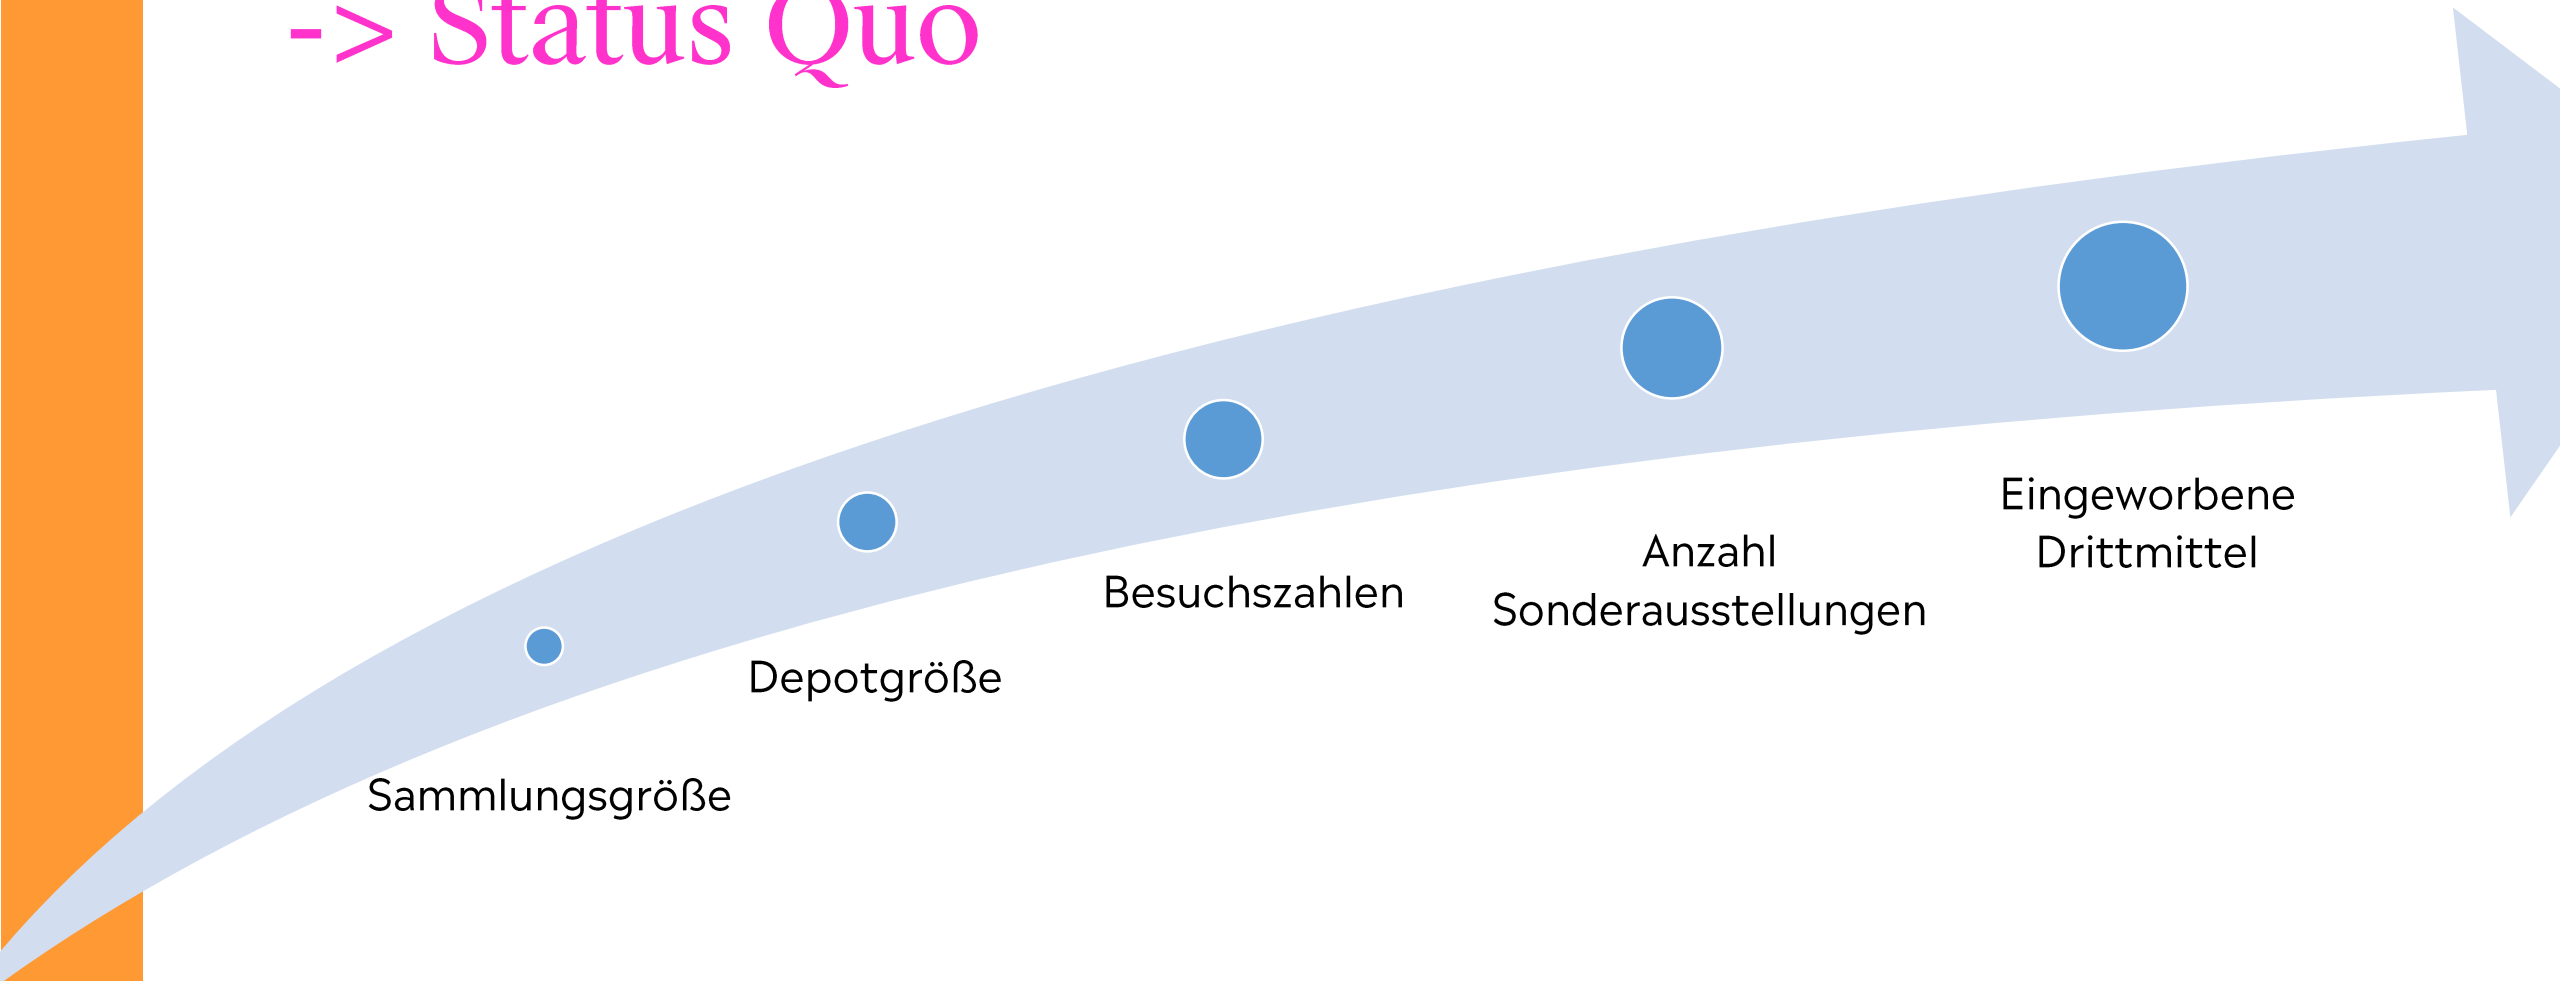 -> Status Quo
Sammlungsgröße
Depotgröße
Besuchszahlen
Anzahl
Sonderausstellungen
Eingeworbene
Drittmittel